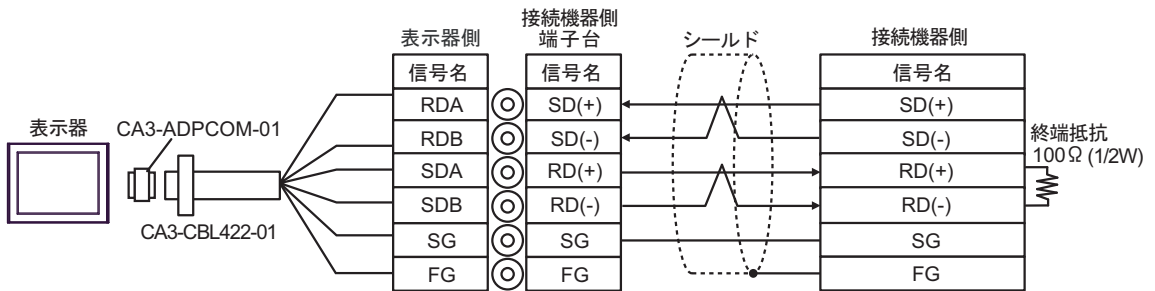 表示器
CA3-ADPCOM-01
CA3-CBL422-01
表示器側
信号名
RDA
RDB
SDA
SDB
SG
FG
接続機器側
端子台
信号名
SD(+)
SD(-)
RD(+)
RD(-)
SG
FG
シールド
接続機器側
信号名
SD(+)
SD(-)
RD(+)
RD(-)
SG
FG
終端抵抗
100Ω (1/2W)